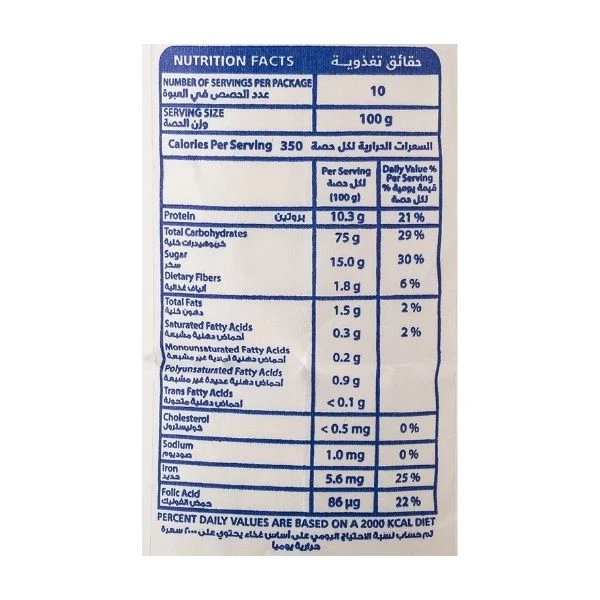 NUTRITION FACTS حقائق تغذويــة
NUMBER OF SERVINGS PER PACKAGE 10
عدد الحصص في العبوة
SERVING SIZE 100 g
وزن الحصة
Calories Per Serving 350 السعرات الحرارية لكل حصة
Per Serving
لكل حصة
(100 g)
Daily Value %
Per Serving
قيمة يومية %
لكل حصة
Protein بروتين 10.3 g 21 %
Total Carbohydrates 75 g 29 %
كربوهيدرات كلية
Sugar 15.0 g 30 %
سكر
Dietary Fibers 1.8 g 6 %
ألياف غذائية
Total Fats 1.5 g 2 %
دهون كلية
Saturated Fatty Acids 0.3 g 2 %
أحماض دهنية مشبعة
Monounsaturated Fatty Acids 0.2 g
أحماض دهنية أحادية غير مشبعة
Polyunsaturated Fatty Acids 0.9 g
أحماض دهنية عديدة غير مشبعة
Trans Fatty Acids < 0.1 g
أحماض دهنية متحولة
Cholesterol < 0.5 mg 0 %
كوليسترول
Sodium 1.0 mg 0 %
صوديوم
Iron 5.6 mg 25 %
حديد
Folic Acid 86 µg 22 %
حمض الفوليك
PERCENT DAILY VALUES ARE BASED ON A 2000 KCAL DIET
تم حساب نسبة الاحتياج اليومي على أساس غذاء يحتوي على ٢٠٠٠ سعرة
حرارية يومياً